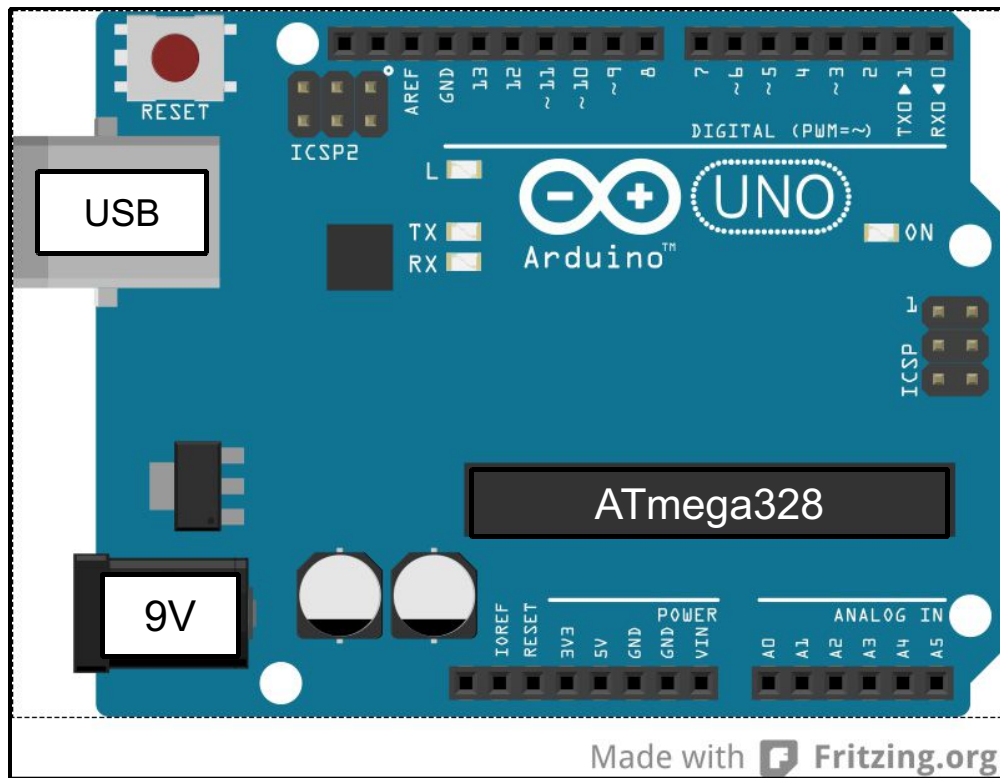 RESET
ICSP2
AREF
GND
13
12
~11
~10
~9
8
7
~6
~5
4
~3
2
TX0▶1
RX0◀0
DIGITAL (PWM=~)
L
TX
RX
Arduino™
UNO
ON
USB
1
ICSP
ATmega328
9V
POWER
ANALOG IN
IOREF
RESET
3V3
5V
GND
GND
VIN
A0
A1
A2
A3
A4
A5
Made with Fritzing.org